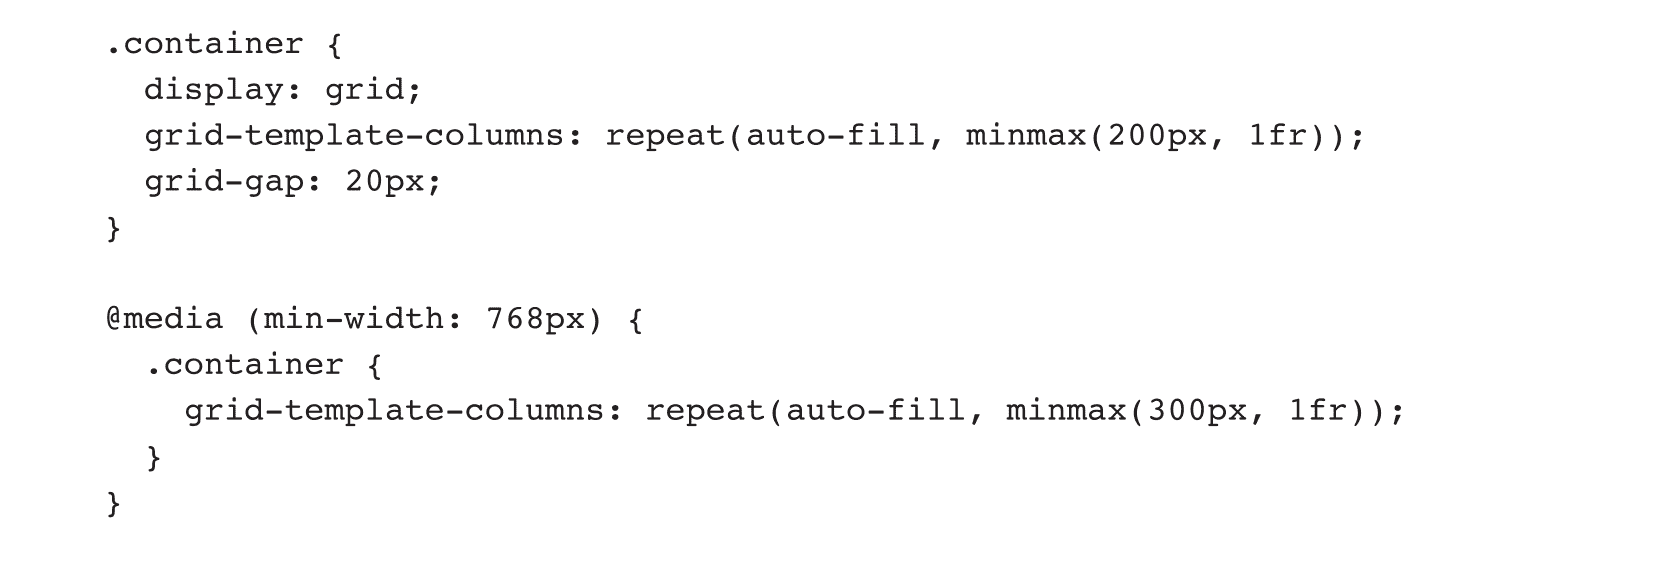 .container {
  display: grid;
  grid-template-columns: repeat(auto-fill, minmax(200px, 1fr));
  grid-gap: 20px;
}

@media (min-width: 768px) {
  .container {
    grid-template-columns: repeat(auto-fill, minmax(300px, 1fr));
  }
}